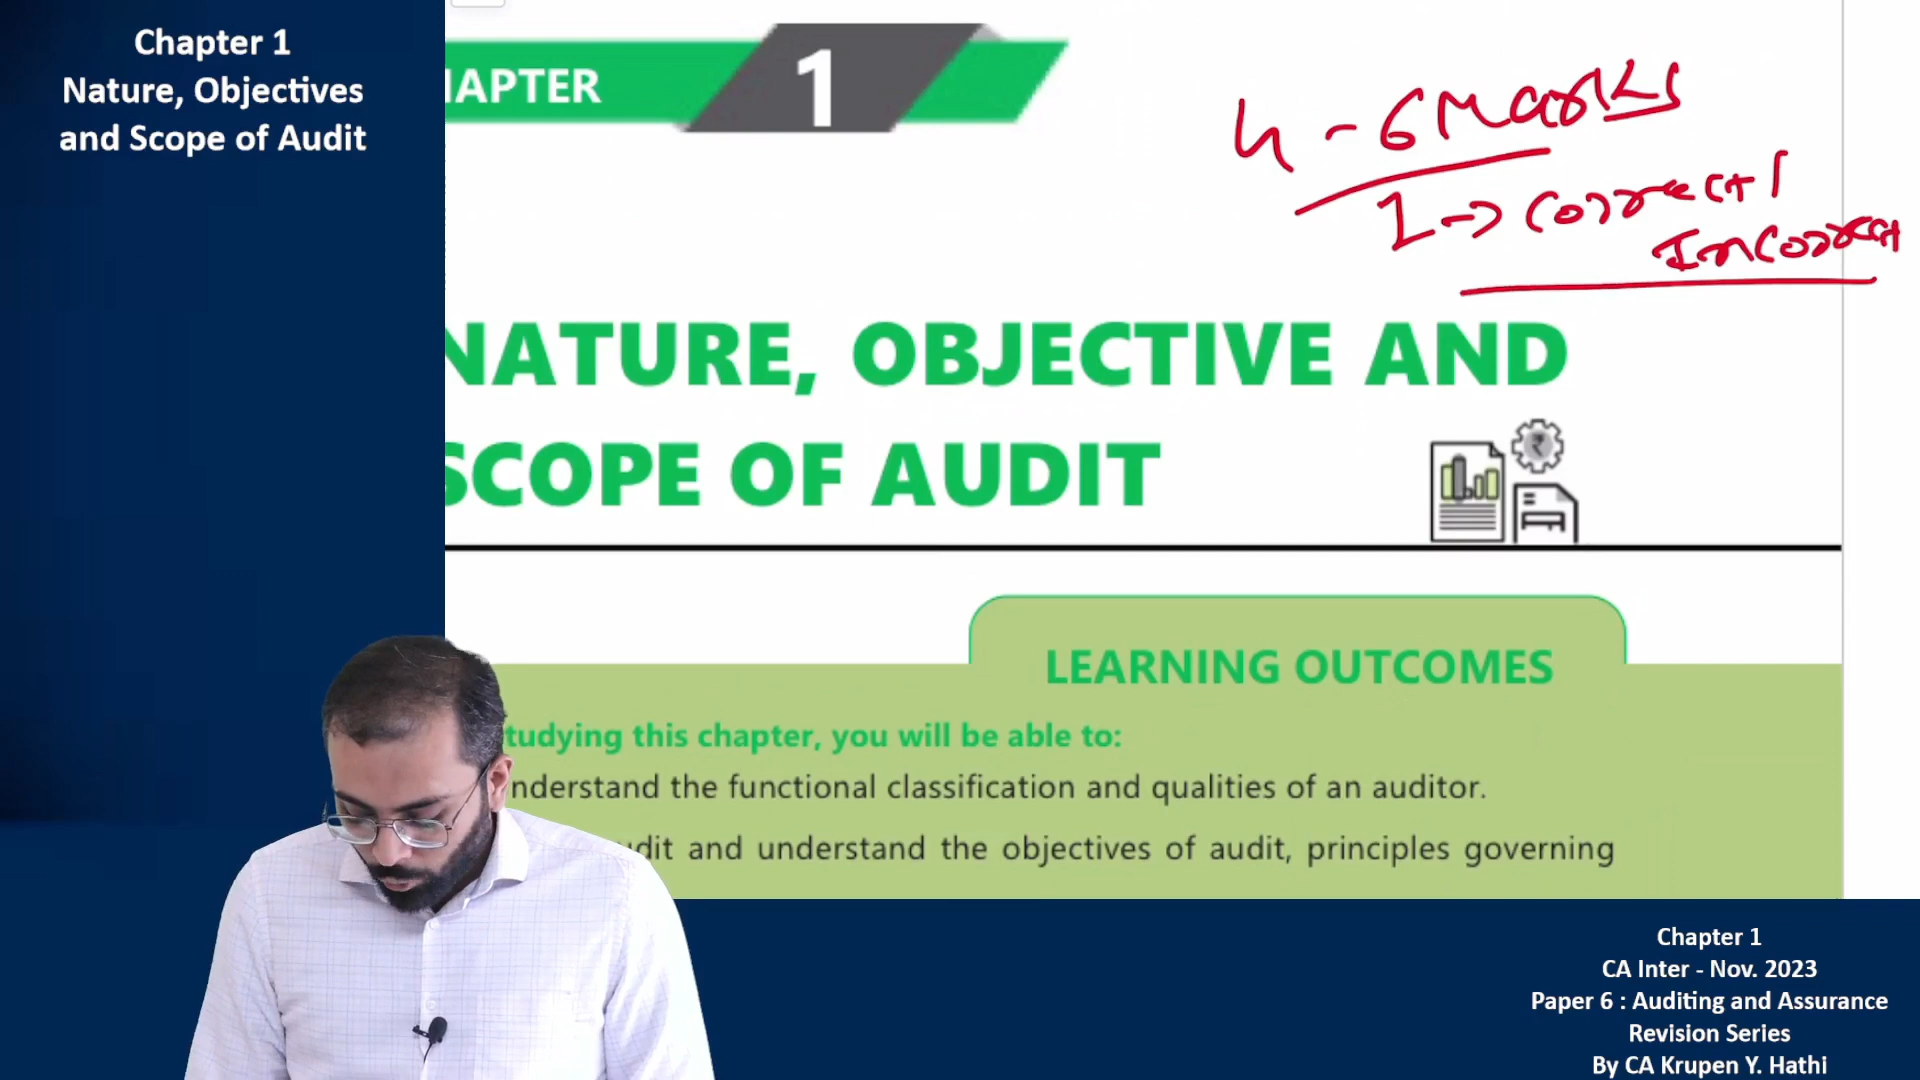 Chapter 1
Nature, Objectives
and Scope of Audit
HAPTER 1
4 - 6 Marks
1 → Correct /
Incorrect
NATURE, OBJECTIVE AND
SCOPE OF AUDIT
₹
LEARNING OUTCOMES
tudying this chapter, you will be able to:
nderstand the functional classification and qualities of an auditor.
udit and understand the objectives of audit, principles governing
Chapter 1
CA Inter - Nov. 2023
Paper 6 : Auditing and Assurance
Revision Series
By CA Krupen Y. Hathi